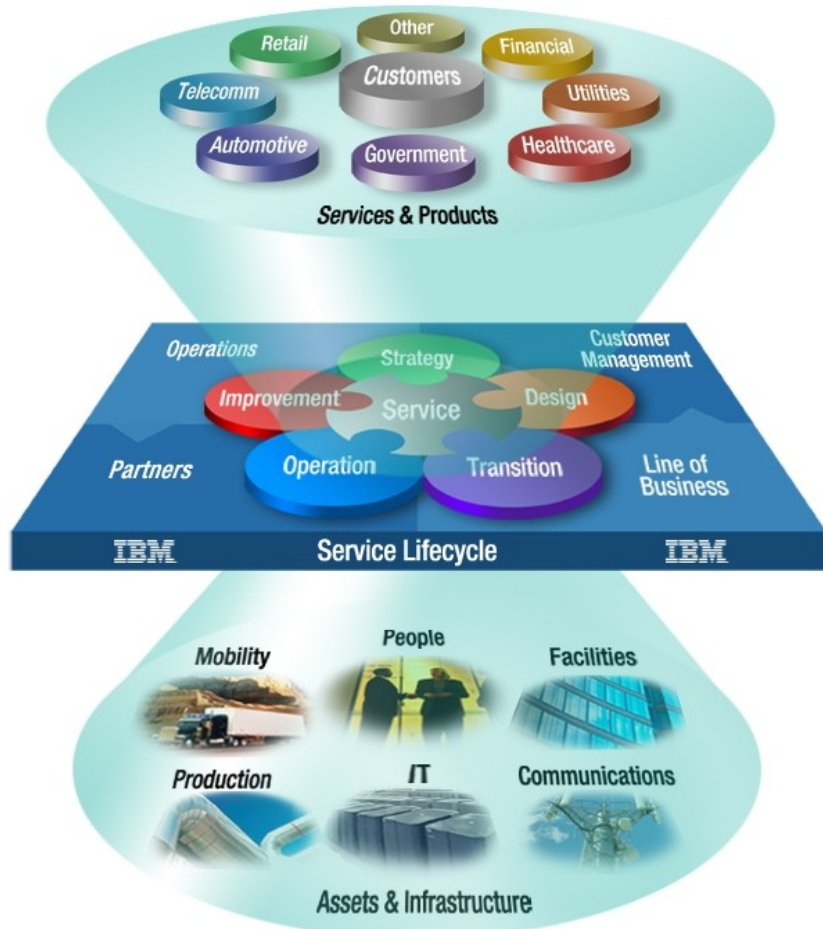 Other
Retail
Financial
Customers
Telecomm
Utilities
Automotive
Government
Healthcare
Services & Products
Operations
Customer
Management
Strategy
Improvement
Service
Design
Partners
Operation
Transition
Line of
Business
IBM
Service Lifecycle
IBM
People
Mobility
Facilities
Production
IT
Communications
Assets & Infrastructure